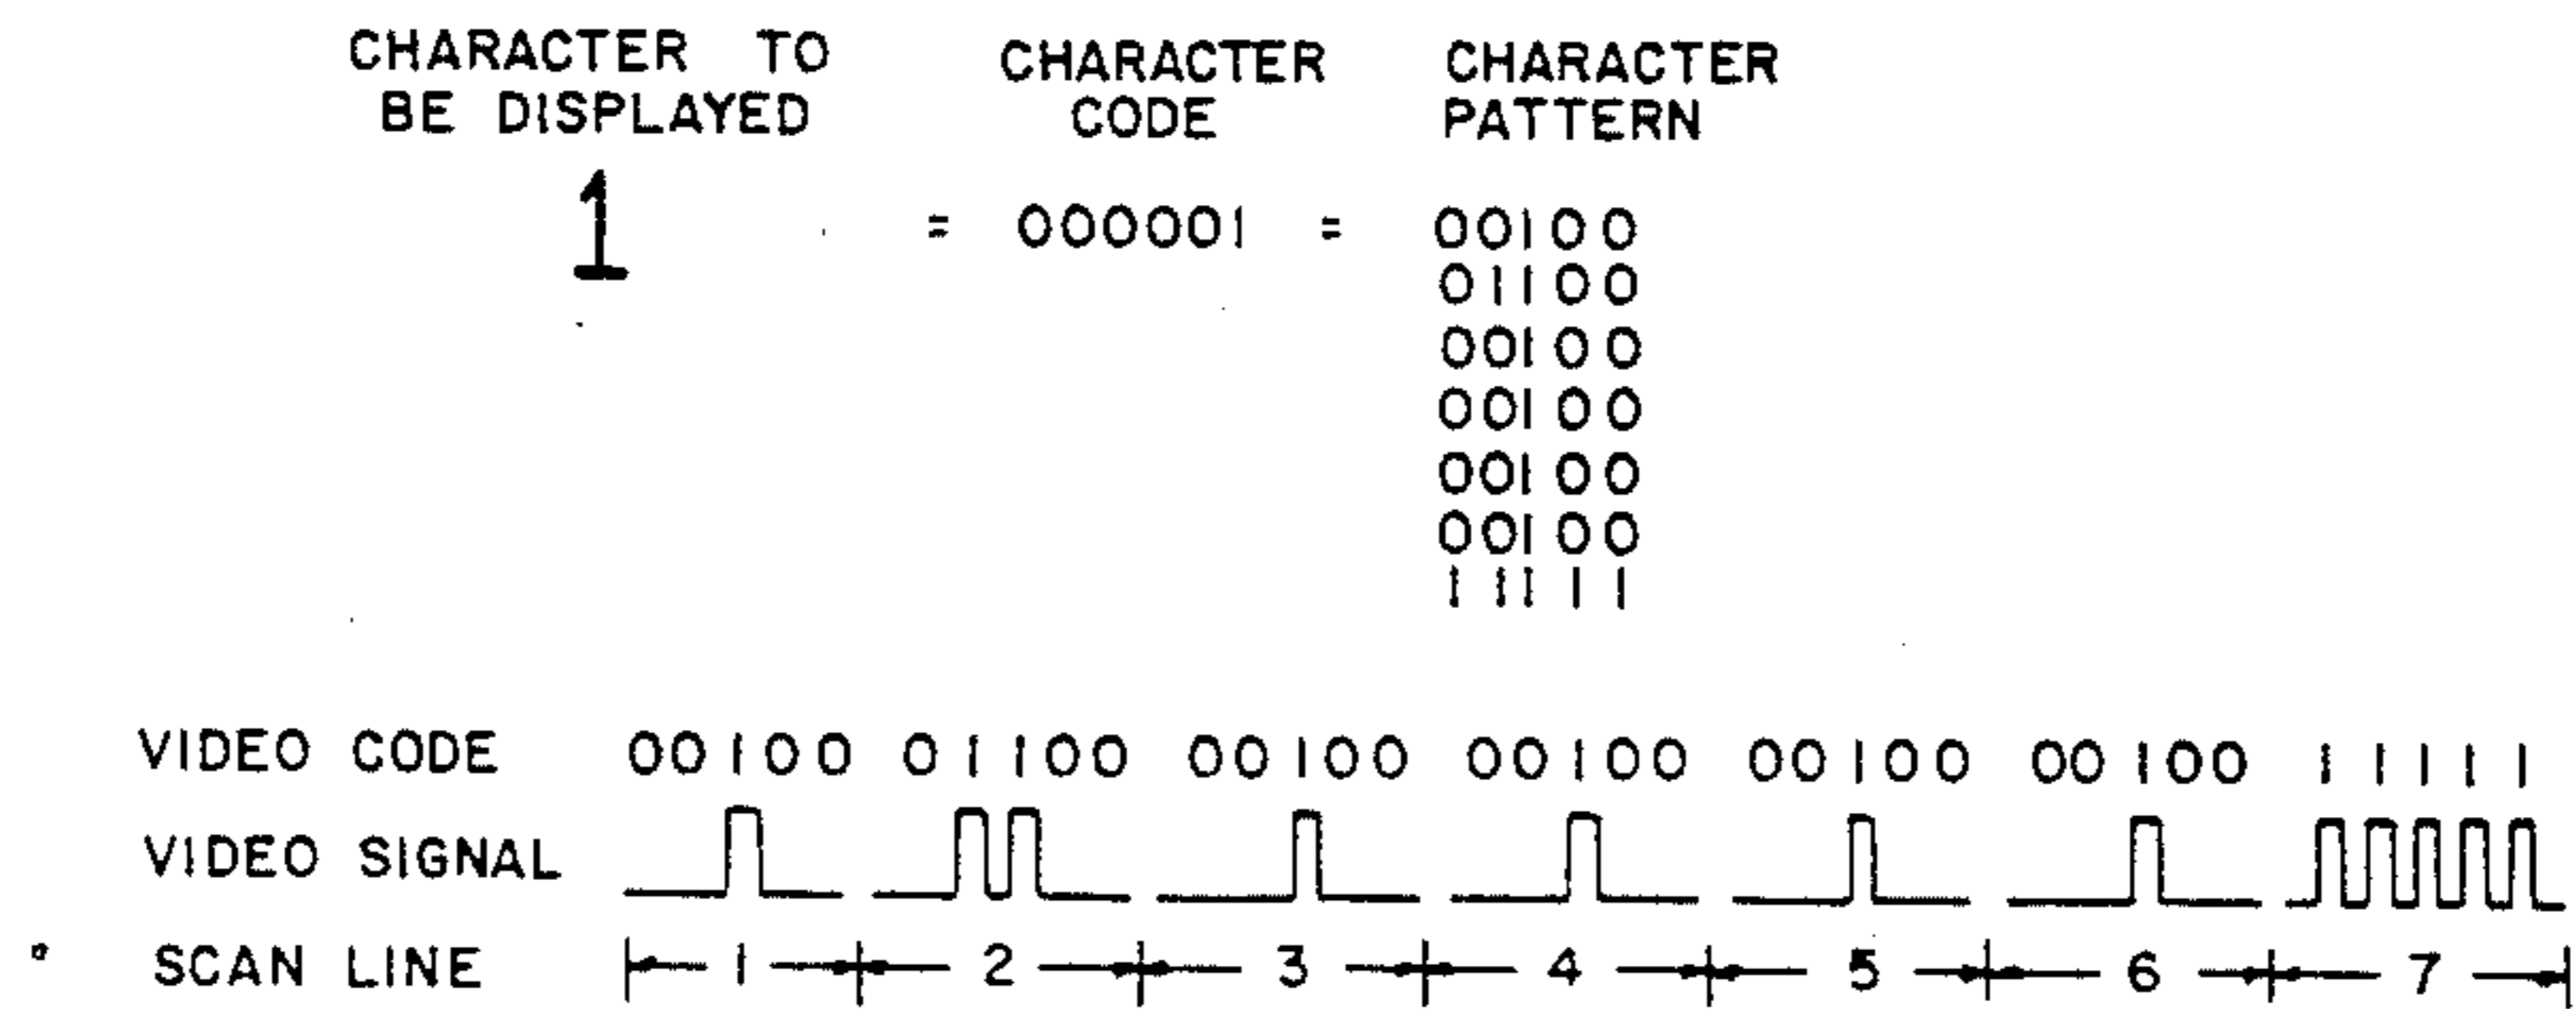 CHARACTER TO
BE DISPLAYED
CHARACTER
CODE
CHARACTER
PATTERN
1 = 000001 = 00100
01100
00100
00100
00100
00100
11111
VIDEO CODE 00100 01100 00100 00100 00100 00100 11111
VIDEO SIGNAL
SCAN LINE 1 2 3 4 5 6 7